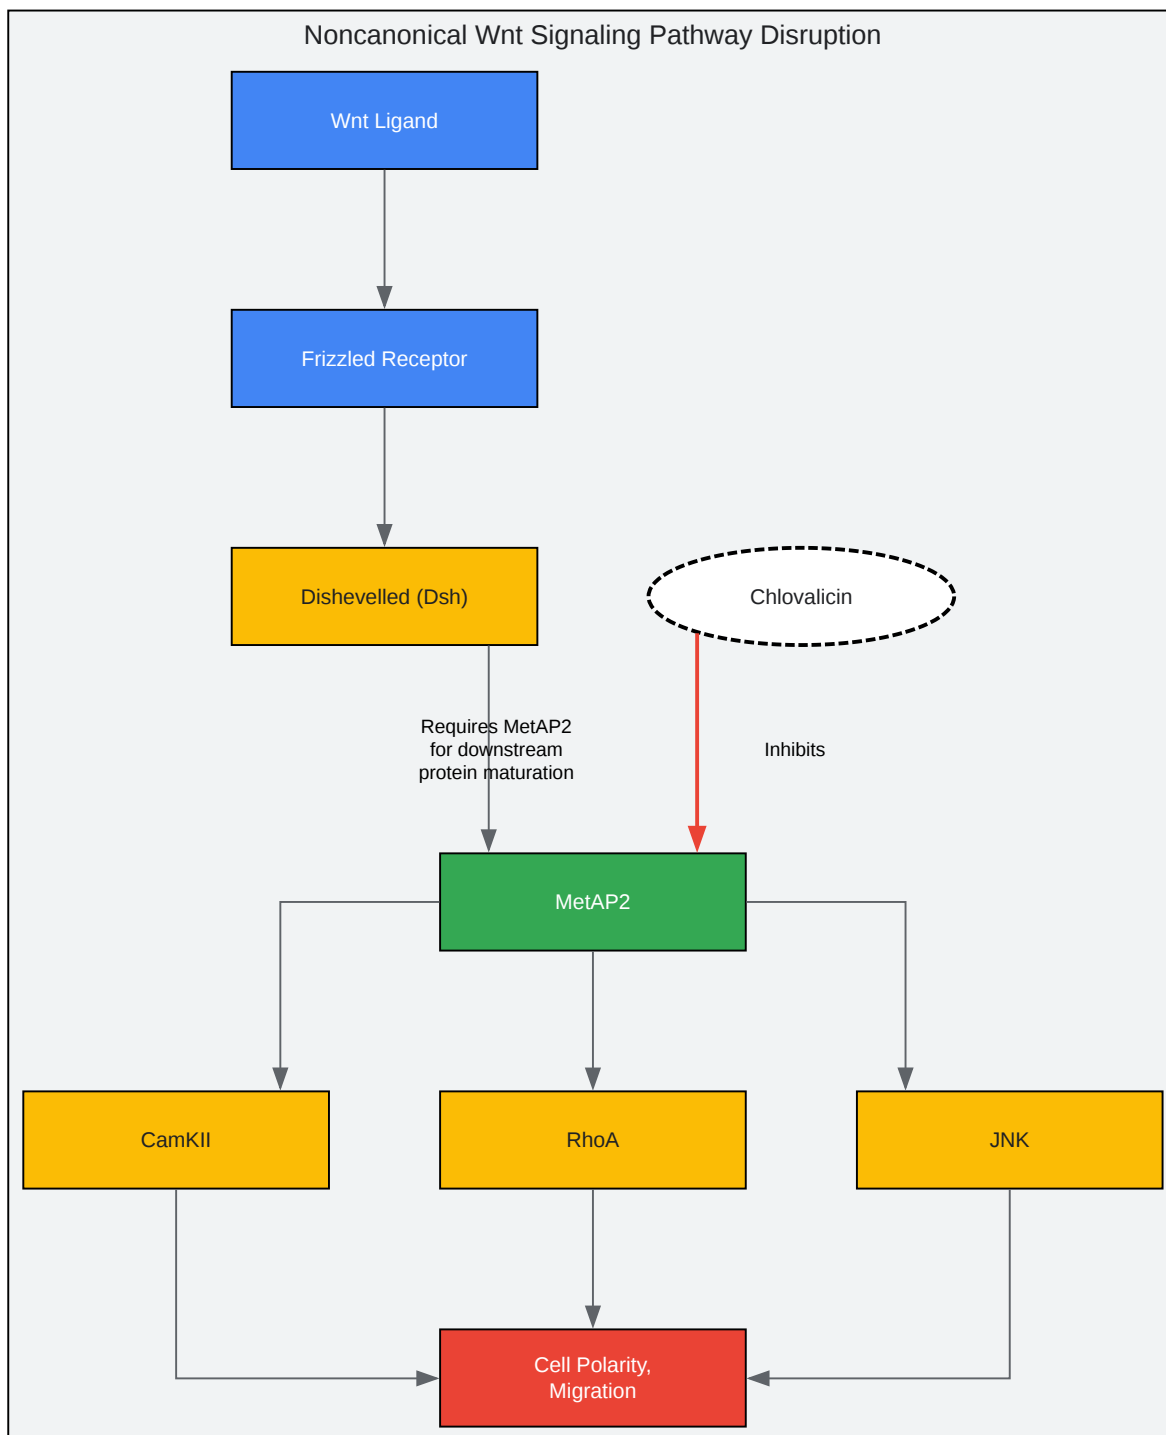 Noncanonical Wnt Signaling Pathway Disruption
Wnt Ligand
Frizzled Receptor
Dishevelled (Dsh)
Chlovalicin
Requires MetAP2
for downstream
protein maturation
Inhibits
MetAP2
CamKII
RhoA
JNK
Cell Polarity,
Migration